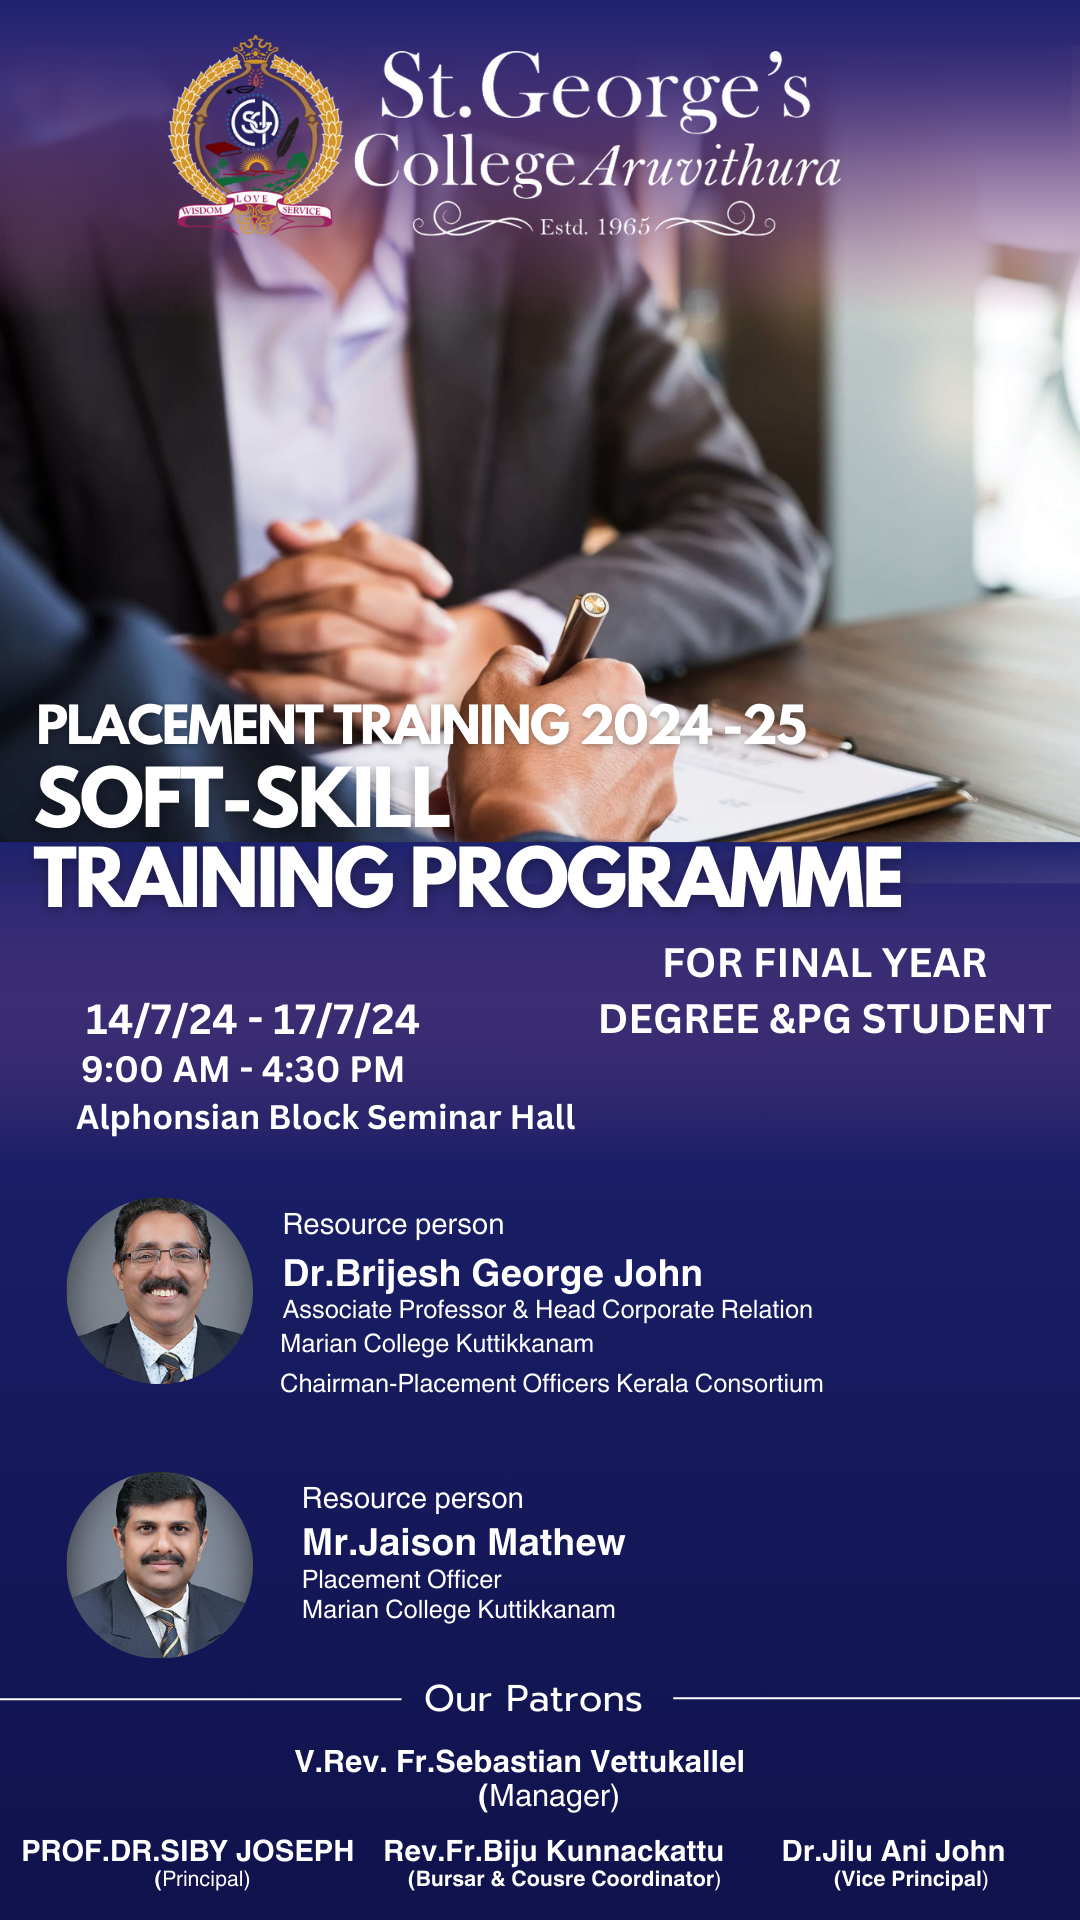 St.George's
College Aruvithura
Estd. 1965
WISDOM LOVE SERVICE
PLACEMENT TRAINING 2024 -25
SOFT-SKILL
TRAINING PROGRAMME
FOR FINAL YEAR
DEGREE &PG STUDENT
14/7/24 - 17/7/24
9:00 AM - 4:30 PM
Alphonsian Block Seminar Hall
Resource person
Dr.Brijesh George John
Associate Professor & Head Corporate Relation
Marian College Kuttikkanam
Chairman-Placement Officers Kerala Consortium
Resource person
Mr.Jaison Mathew
Placement Officer
Marian College Kuttikkanam
Our Patrons
V.Rev. Fr.Sebastian Vettukallel
(Manager)
PROF.DR.SIBY JOSEPH Rev.Fr.Biju Kunnackattu Dr.Jilu Ani John
(Principal) (Bursar & Cousre Coordinator) (Vice Principal)